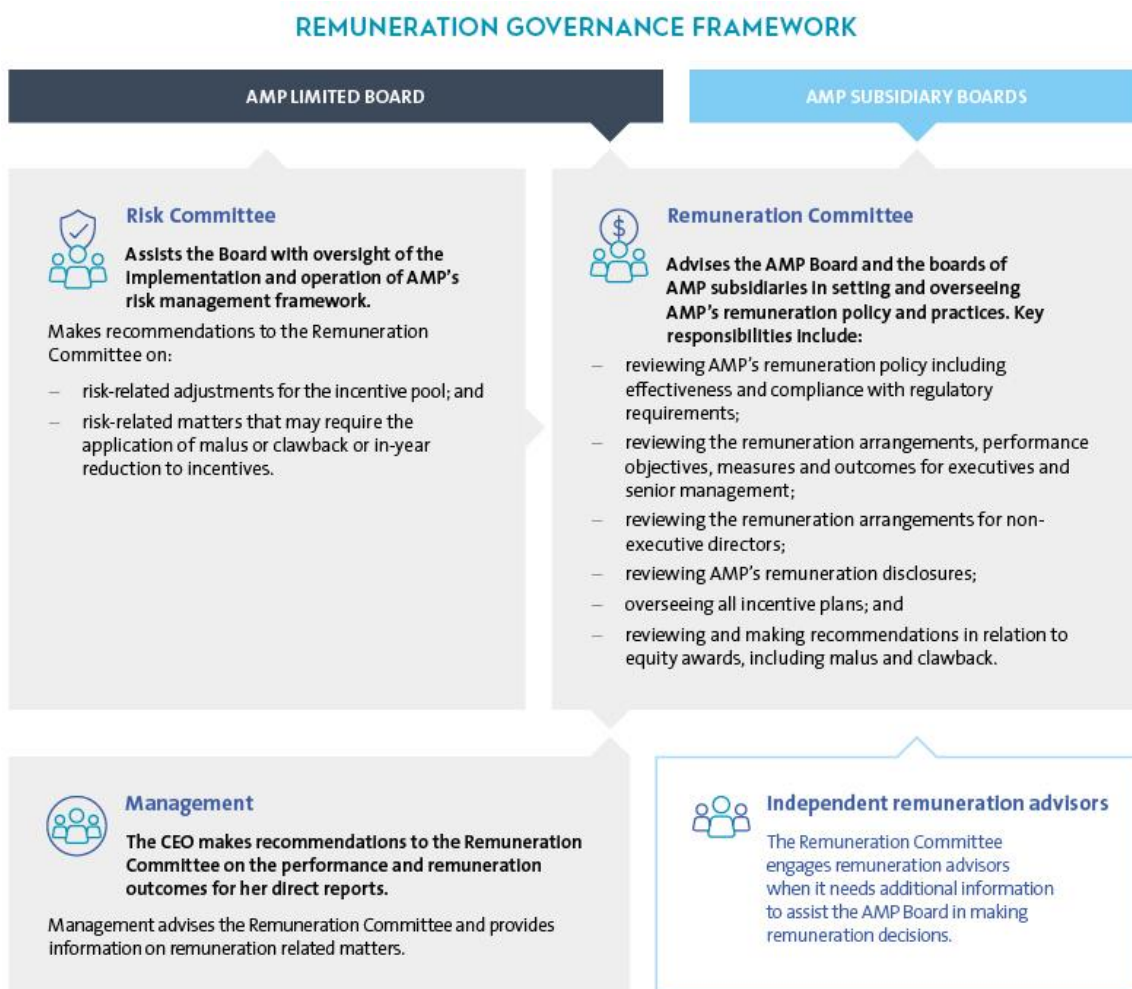 REMUNERATION GOVERNANCE FRAMEWORK
AMP LIMITED BOARD
AMP SUBSIDIARY BOARDS
Risk Committee
Assists the Board with oversight of the
Implementation and operation of AMP's
risk management framework.
Makes recommendations to the Remuneration
Committee on:
– risk-related adjustments for the incentive pool; and
– risk-related matters that may require the
application of malus or clawback or in-year
reduction to incentives.
Remuneration Committee
Advises the AMP Board and the boards of
AMP subsidiaries in setting and overseeing
AMP's remuneration policy and practices. Key
responsibilities include:
– reviewing AMP's remuneration policy including
effectiveness and compliance with regulatory
requirements;
– reviewing the remuneration arrangements, performance
objectives, measures and outcomes for executives and
senior management;
– reviewing the remuneration arrangements for non-
executive directors;
– reviewing AMP's remuneration disclosures;
– overseeing all incentive plans; and
– reviewing and making recommendations in relation to
equity awards, including malus and clawback.
Management
The CEO makes recommendations to the Remuneration
Committee on the performance and remuneration
outcomes for her direct reports.
Management advises the Remuneration Committee and provides
information on remuneration related matters.
Independent remuneration advisors
The Remuneration Committee
engages remuneration advisors
when it needs additional information
to assist the AMP Board in making
remuneration decisions.